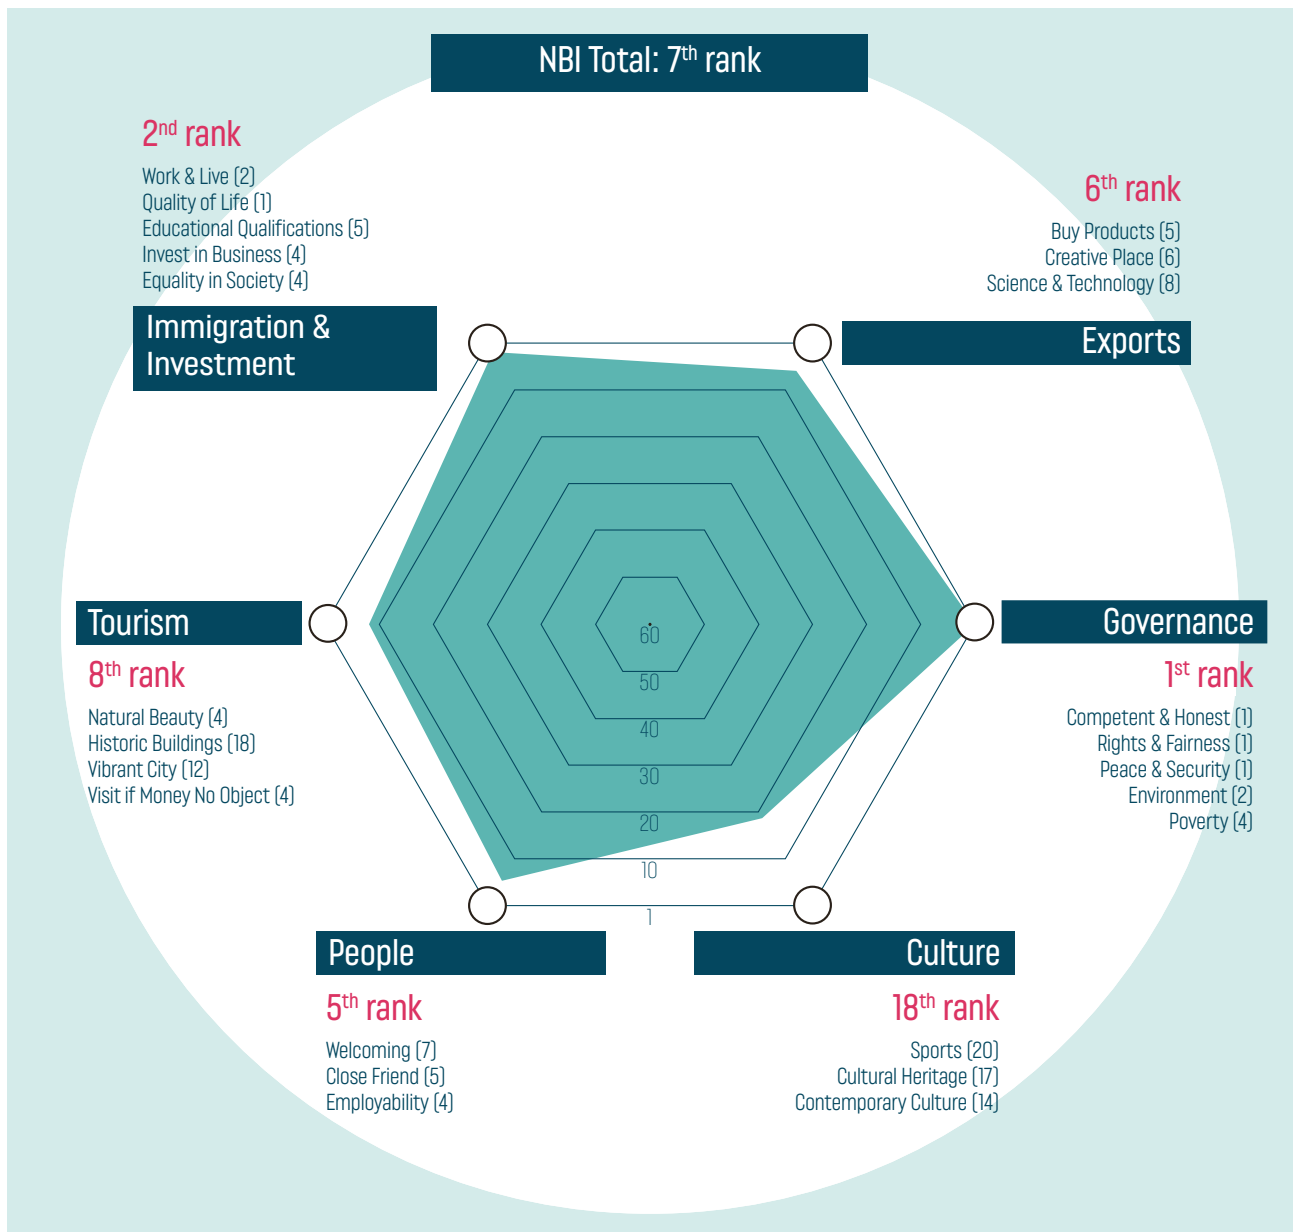 NBI Total: 7th rank
2nd rank
Work & Live (2)
Quality of Life (1)
Educational Qualifications (5)
Invest in Business (4)
Equality in Society (4)
Immigration &
Investment
6th rank
Buy Products (5)
Creative Place (6)
Science & Technology (8)
Exports
Tourism
8th rank
Natural Beauty (4)
Historic Buildings (18)
Vibrant City (12)
Visit if Money No Object (4)
60
50
40
30
20
10
1
Governance
1st rank
Competent & Honest (1)
Rights & Fairness (1)
Peace & Security (1)
Environment (2)
Poverty (4)
People
5th rank
Welcoming (7)
Close Friend (5)
Employability (4)
Culture
18th rank
Sports (20)
Cultural Heritage (17)
Contemporary Culture (14)